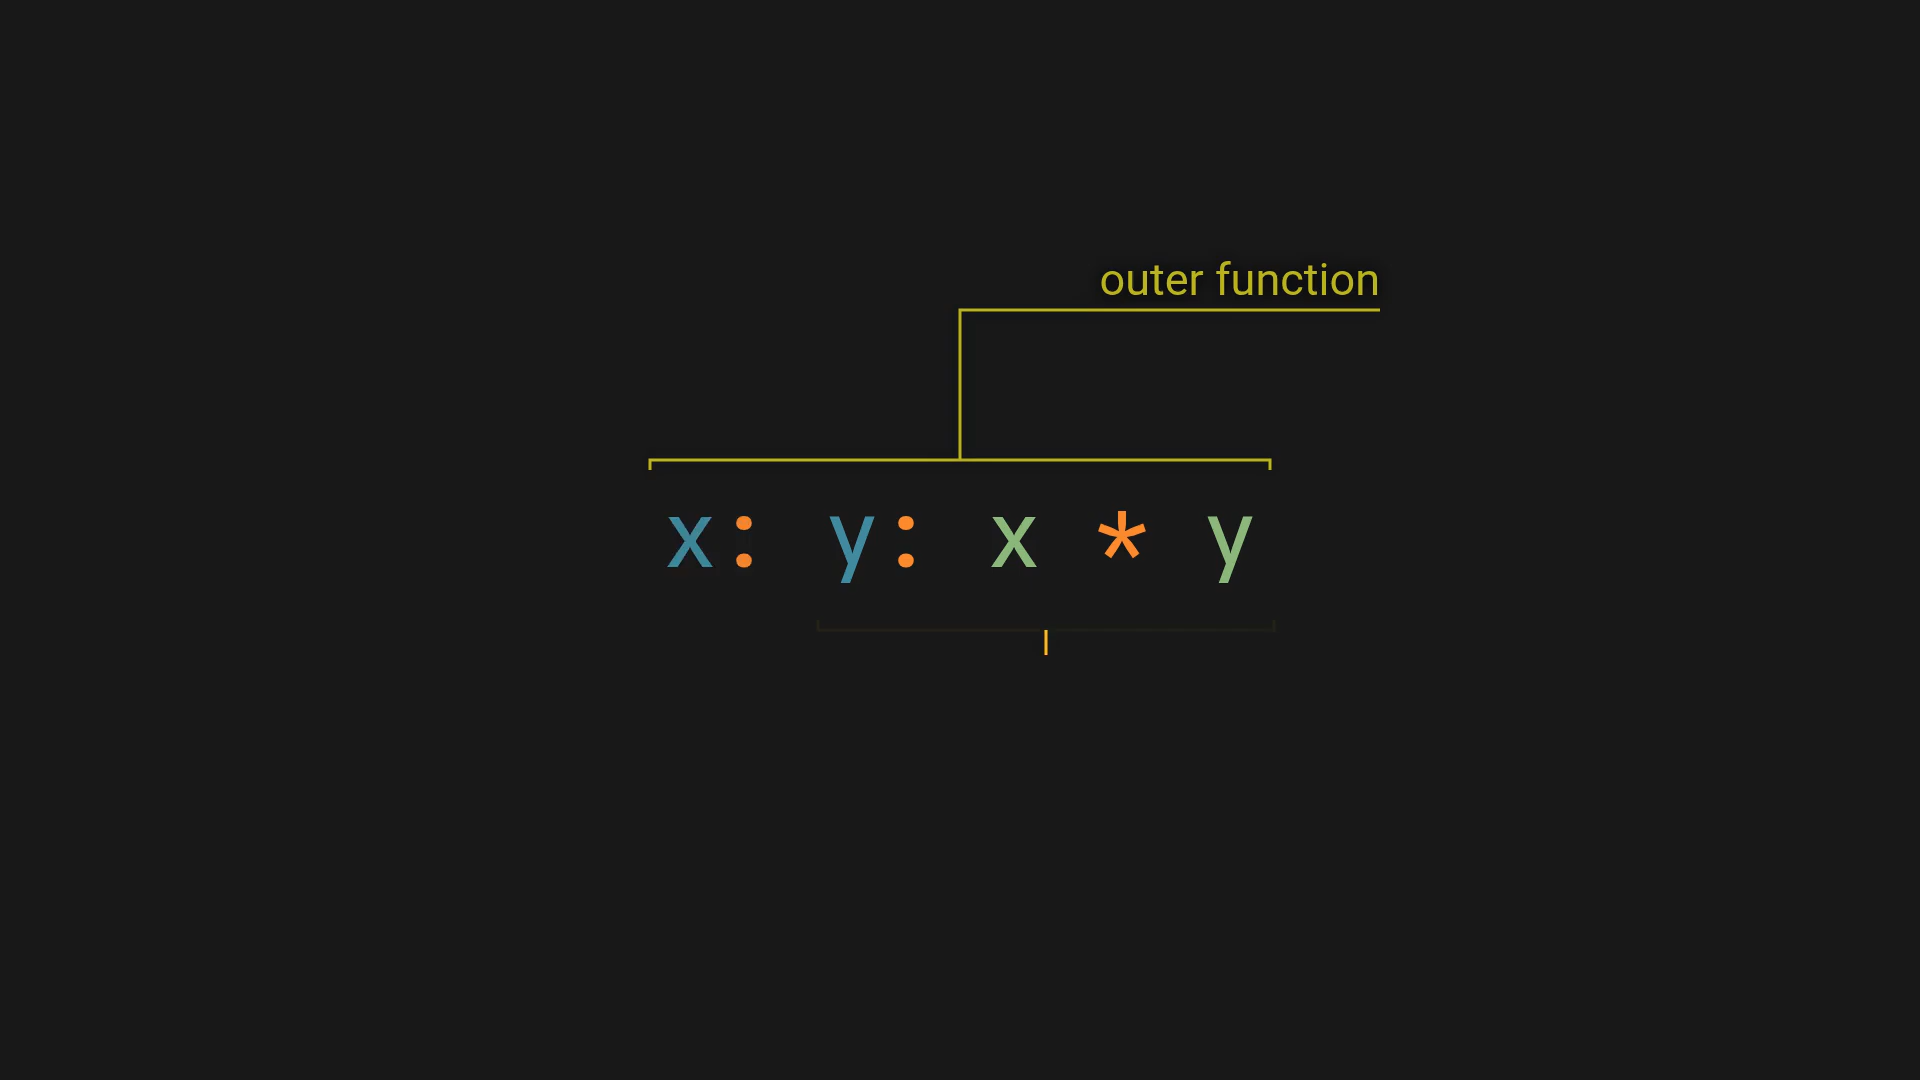 outer function
x: y: x * y